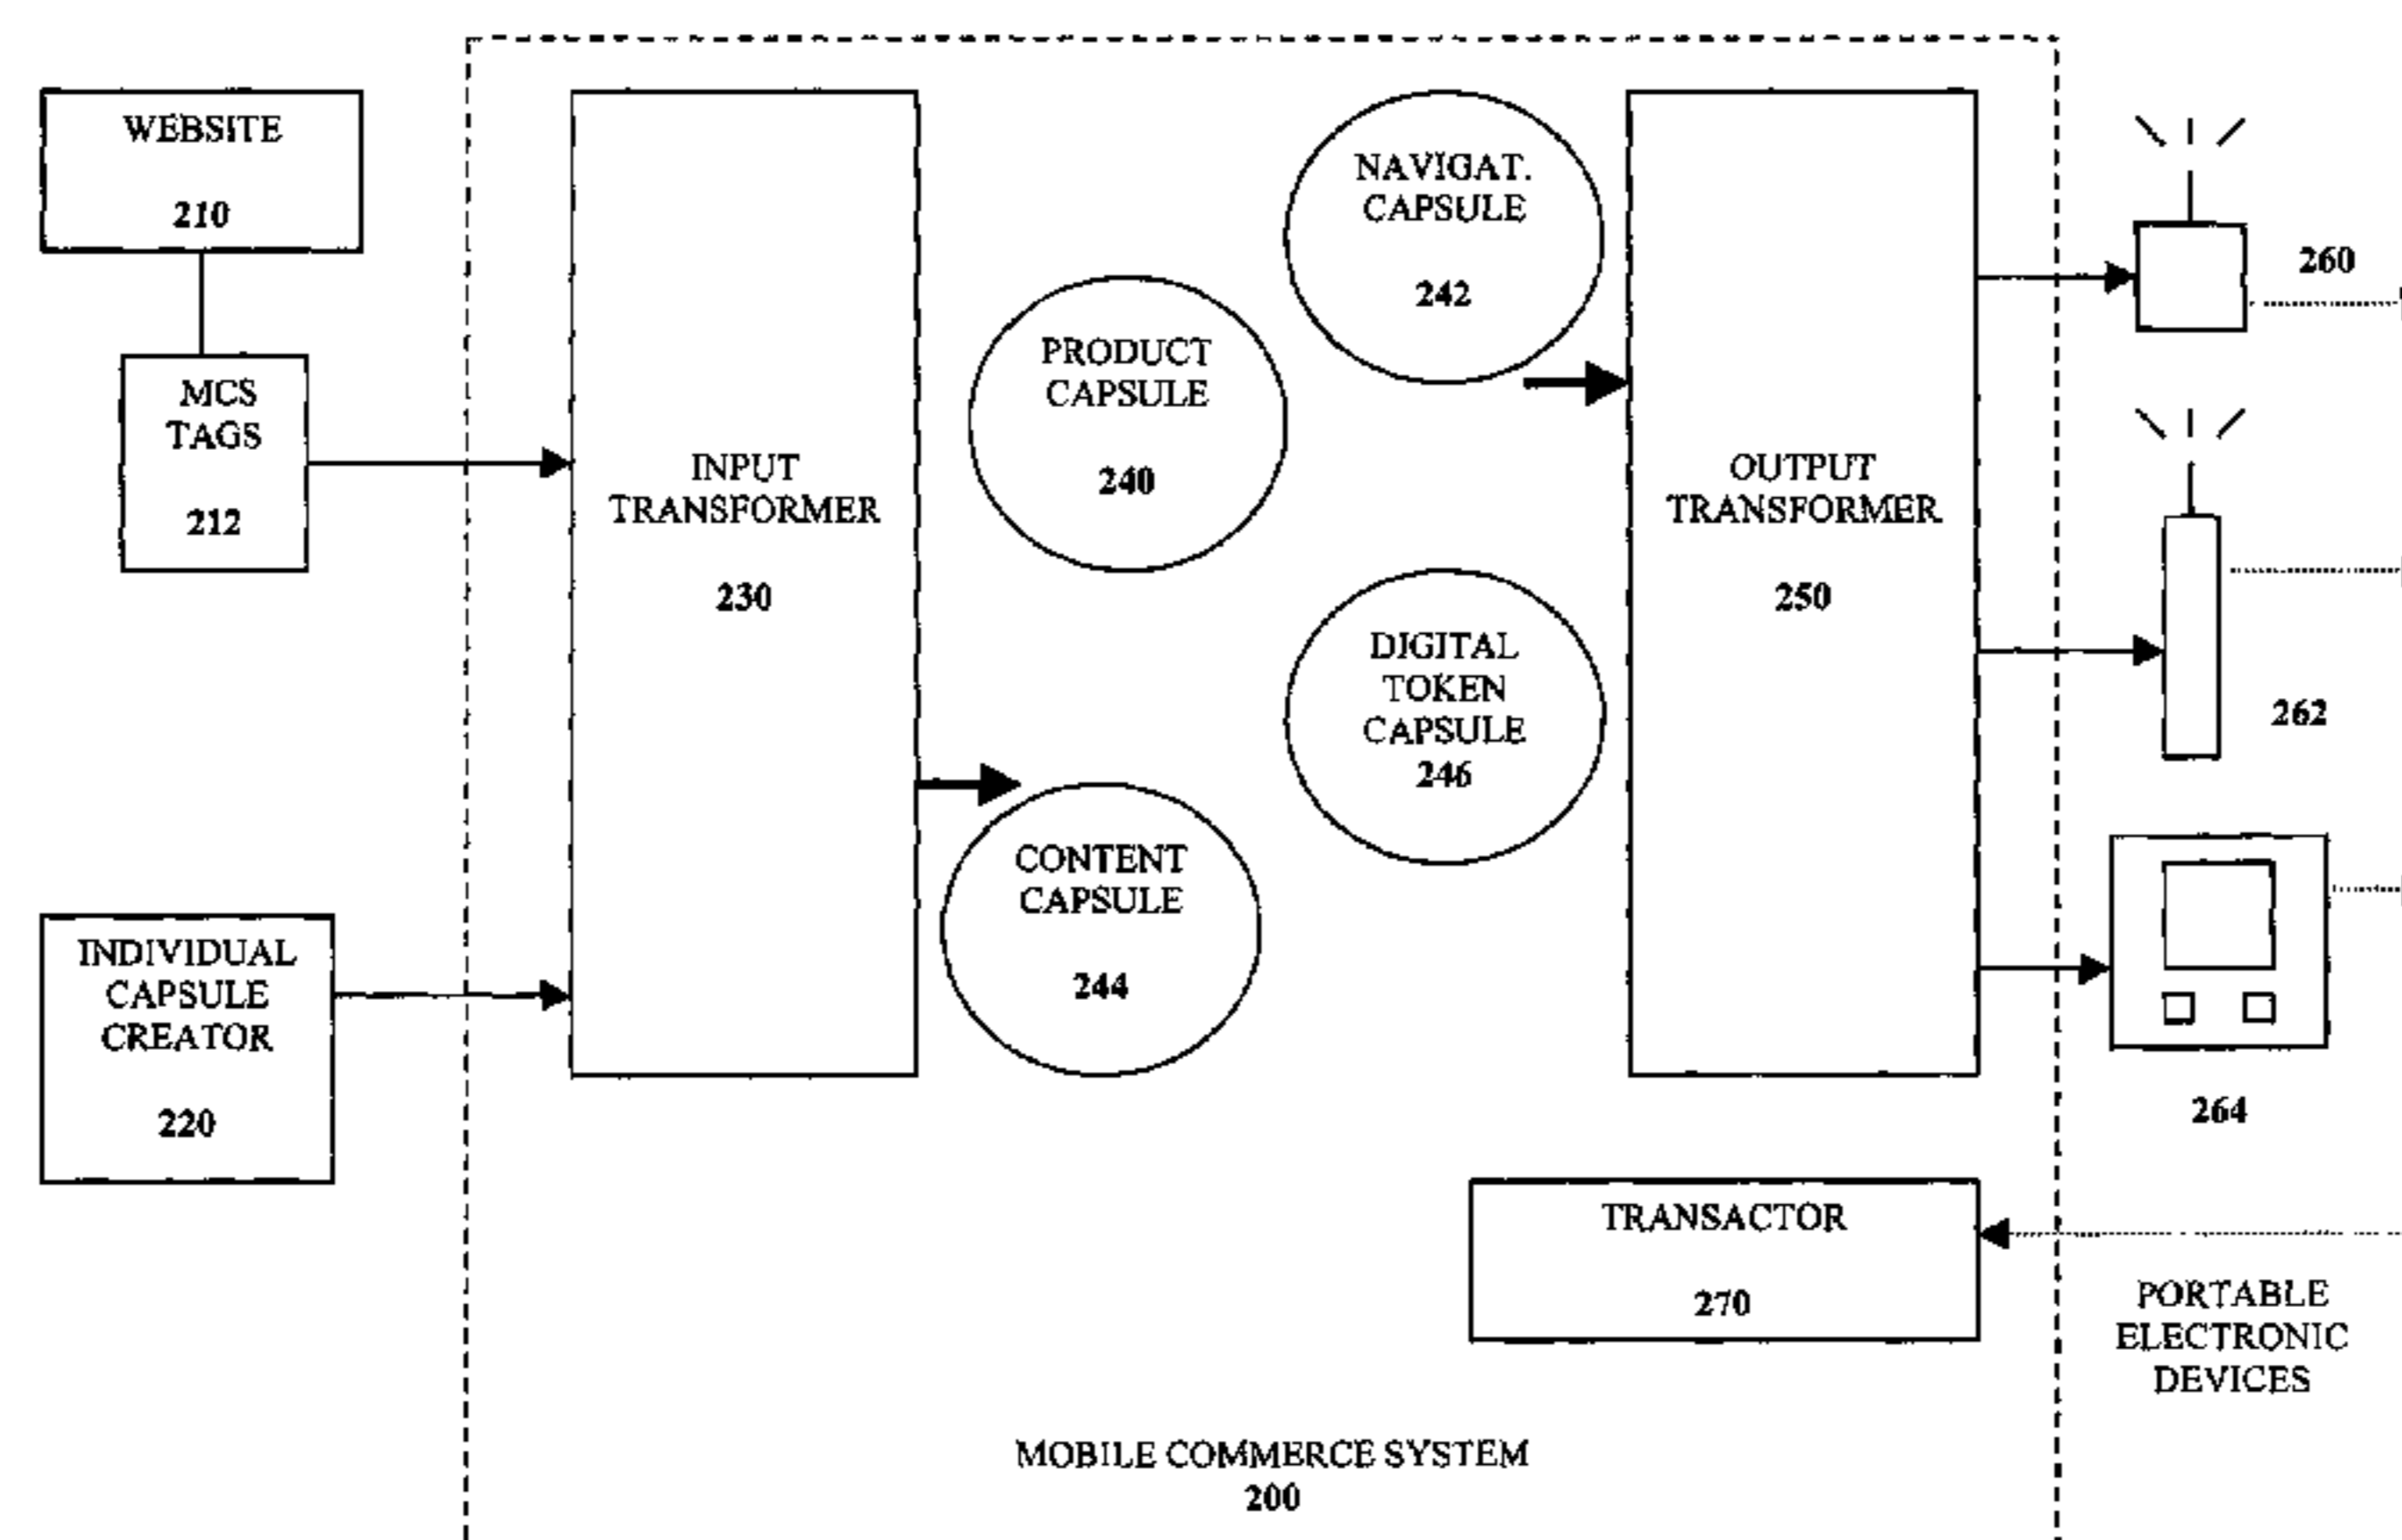 WEBSITE
210
MCS
TAGS
212
INDIVIDUAL
CAPSULE
CREATOR
220
INPUT
TRANSFORMER
230
PRODUCT
CAPSULE
240
NAVIGAT.
CAPSULE
242
CONTENT
CAPSULE
244
DIGITAL
TOKEN
CAPSULE
246
OUTPUT
TRANSFORMER
250
260
262
264
TRANSACTOR
270
PORTABLE
ELECTRONIC
DEVICES
MOBILE COMMERCE SYSTEM
200